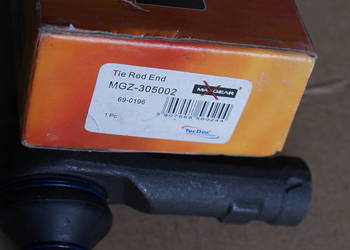 Tie Rod End
MAXGEAR
MGZ-305002
69-0196
1 Pc
TecDoc